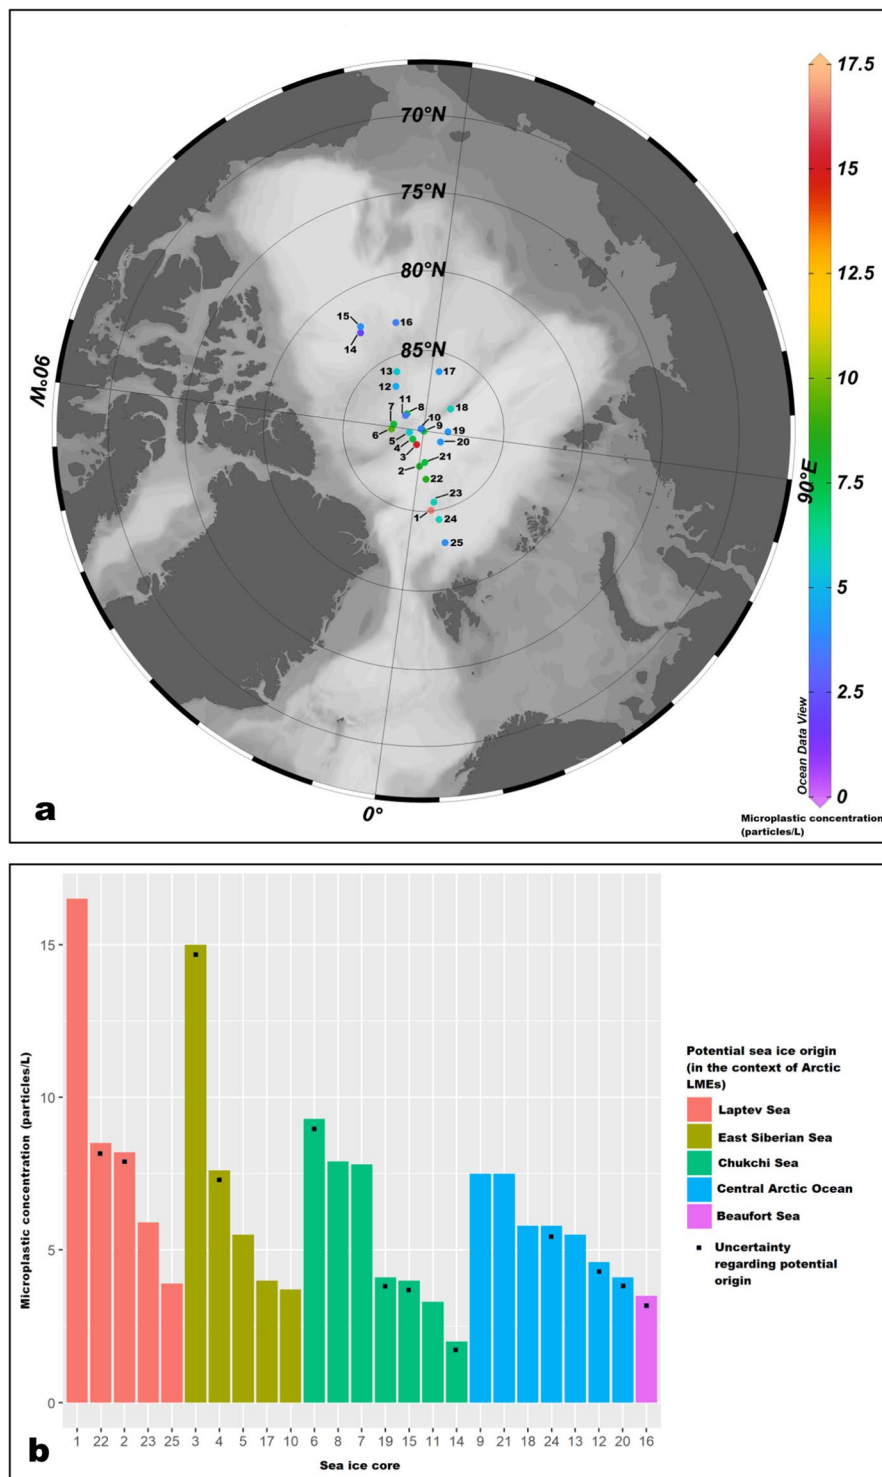 70°N
75°N
80°N
85°N
90°W
90°E
0°
15
16
14
13
17
12
11
8
7
18
10
6
9
19
5
20
4
3
21
2
22
23
1
24
25
17.5
15
12.5
10
7.5
5
2.5
0
Ocean Data View
Microplastic concentration
(particles/L)
a
Microplastic concentration (particles/L)
15
10
5
0
1 22 2 23 25 3 4 5 17 10 6 8 7 19 15 11 14 9 21 18 24 13 12 20 16
Sea ice core
Potential sea ice origin
(in the context of Arctic
LMEs)
Laptev Sea
East Siberian Sea
Chukchi Sea
Central Arctic Ocean
Beaufort Sea
Uncertainty
regarding potential
origin
b